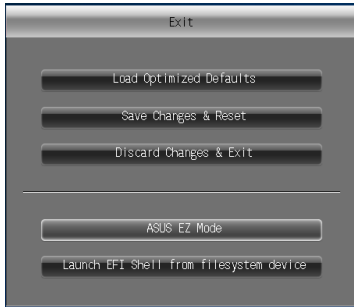 Exit
Load Optimized Defaults
Save Changes & Reset
Discard Changes & Exit
ASUS EZ Mode
Launch EFI Shell from filesystem device